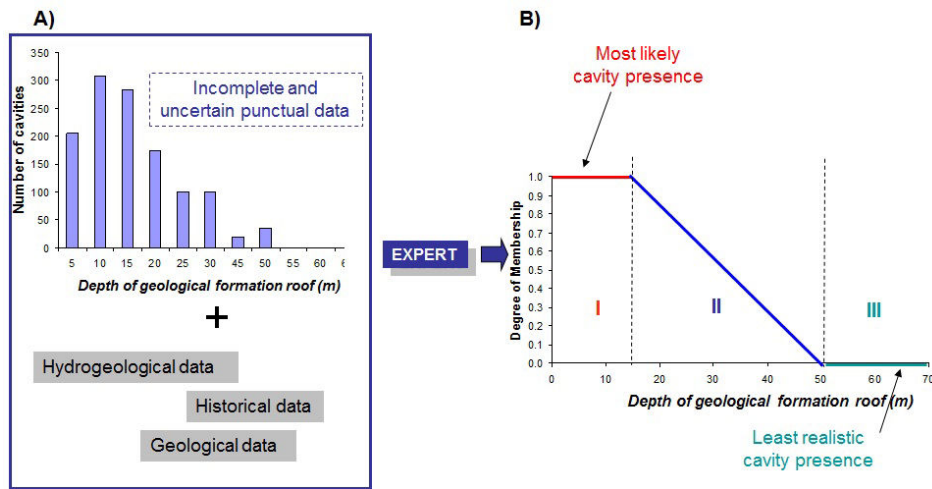 A)
350
300
250
200
150
100
50
0
Number of cavities
Incomplete and
uncertain punctual data
5 10 15 20 25 30 45 50 55 60 6
Depth of geological formation roof (m)
+
Hydrogeological data
Historical data
Geological data
EXPERT
B)
Most likely
cavity presence
1.0
0.9
0.8
0.7
0.6
0.5
0.4
0.3
0.2
0.1
0.0
Degree of Membership
I II III
0 10 20 30 40 50 60 70
Depth of geological formation roof (m)
Least realistic
cavity presence